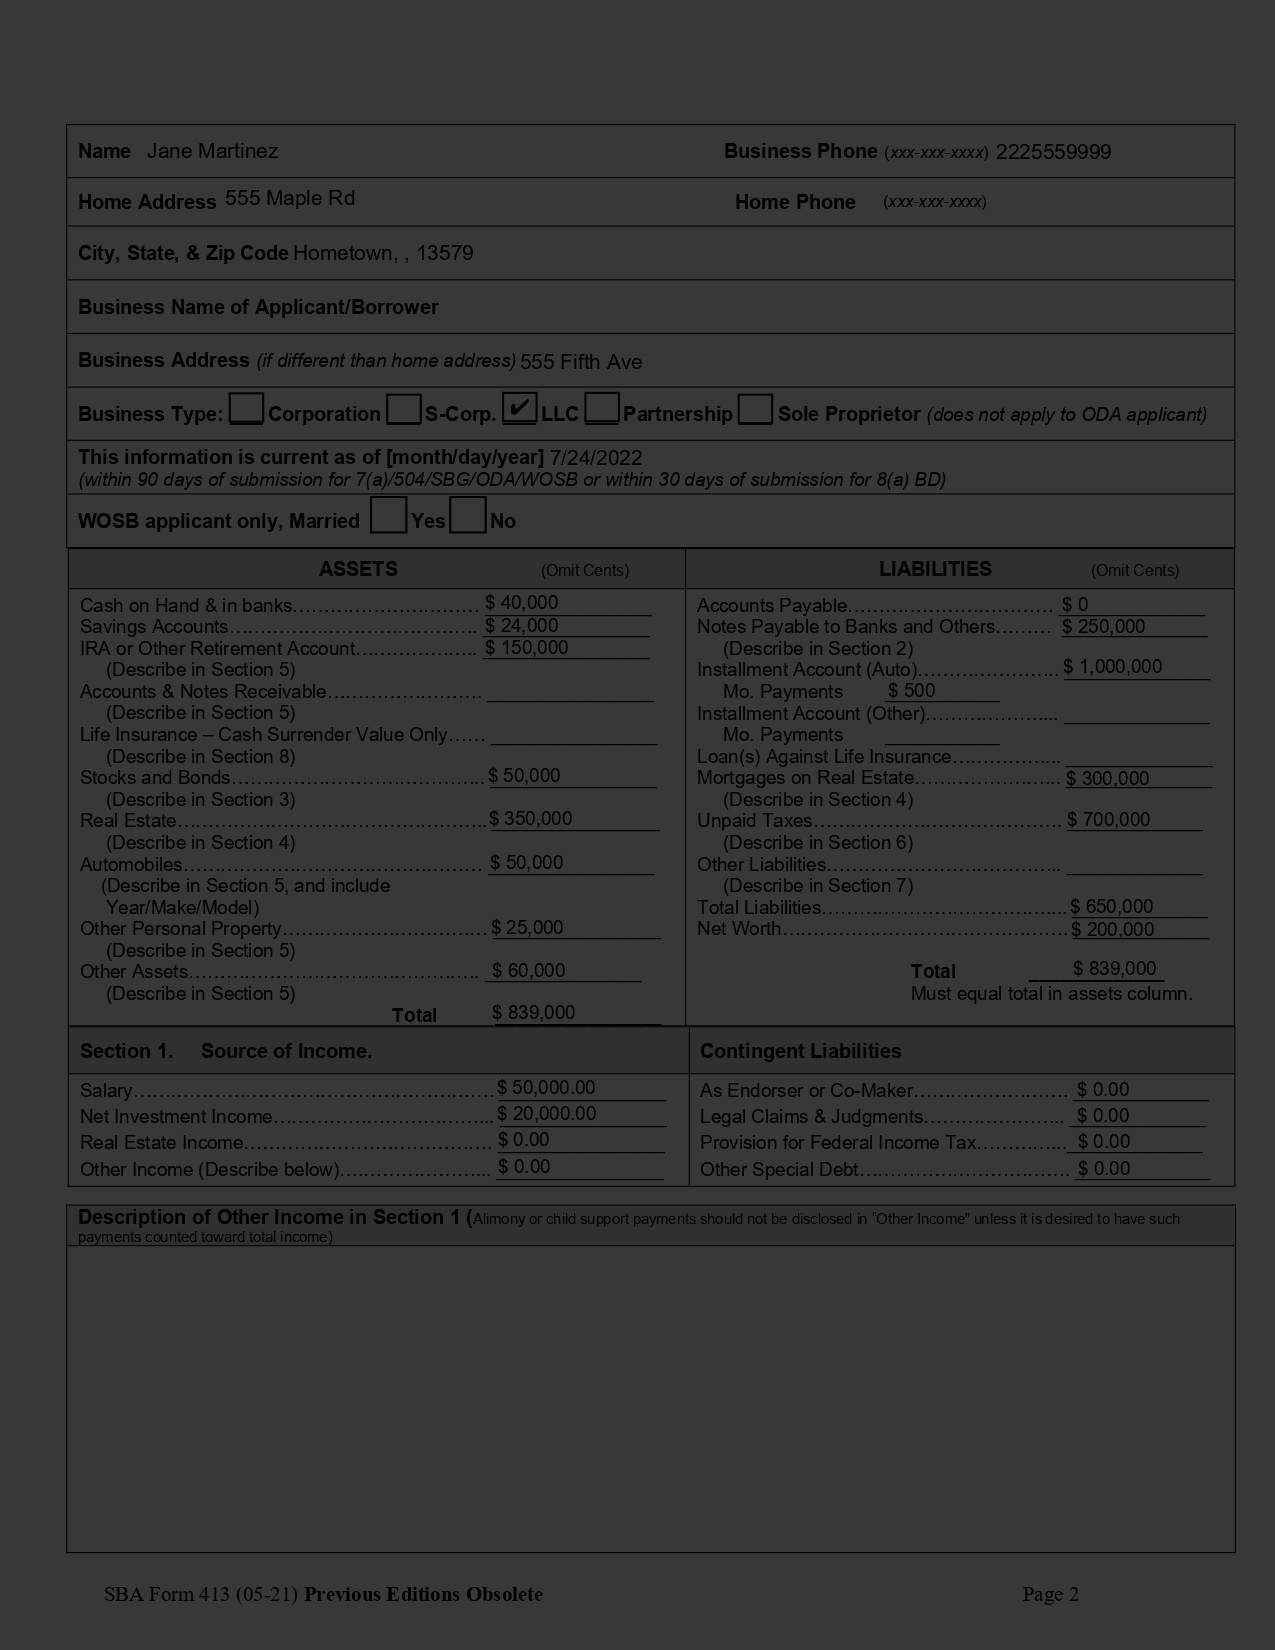 Name Jane Martinez Business Phone (xxx-xxx-xxxx) 2225559999
Home Address 555 Maple Rd Home Phone (xxx-xxx-xxxx)
City, State, & Zip Code Hometown, , 13579
Business Name of Applicant/Borrower
Business Address (if different than home address) 555 Fifth Ave
Business Type: Corporation S-Corp. ✔ LLC Partnership Sole Proprietor (does not apply to ODA applicant)
This information is current as of [month/day/year] 7/24/2022
(within 90 days of submission for 7(a)/504/SBG/ODA/WOSB or within 30 days of submission for 8(a) BD)
WOSB applicant only, Married Yes No
ASSETS (Omit Cents)
Cash on Hand & in banks………………………… $ 40,000
Savings Accounts………………………………….. $ 24,000
IRA or Other Retirement Account……………….. $ 150,000
(Describe in Section 5)
Accounts & Notes Receivable……………………
(Describe in Section 5)
Life Insurance – Cash Surrender Value Only……
(Describe in Section 8)
Stocks and Bonds………………………………….. $ 50,000
(Describe in Section 3)
Real Estate………………………………………….. $ 350,000
(Describe in Section 4)
Automobiles………………………………………… $ 50,000
(Describe in Section 5, and include
Year/Make/Model)
Other Personal Property…………………………… $ 25,000
(Describe in Section 5)
Other Assets……………………………………….. $ 60,000
(Describe in Section 5)
Total $ 839,000
LIABILITIES (Omit Cents)
Accounts Payable…………………………… $ 0
Notes Payable to Banks and Others……… $ 250,000
(Describe in Section 2)
Installment Account (Auto)………………….. $ 1,000,000
Mo. Payments $ 500
Installment Account (Other)…………………....
Mo. Payments
Loan(s) Against Life Insurance……………....
Mortgages on Real Estate………………….. $ 300,000
(Describe in Section 4)
Unpaid Taxes………………………………… $ 700,000
(Describe in Section 6)
Other Liabilities………………………………..
(Describe in Section 7)
Total Liabilities………………………………..... $ 650,000
Net Worth……………………………………… $ 200,000
Total $ 839,000
Must equal total in assets column.
Section 1. Source of Income.
Salary………………………………………………. $ 50,000.00
Net Investment Income…………………………….. $ 20,000.00
Real Estate Income………………………………. $ 0.00
Other Income (Describe below)………………….. $ 0.00
Contingent Liabilities
As Endorser or Co-Maker……………………. $ 0.00
Legal Claims & Judgments………………….. $ 0.00
Provision for Federal Income Tax………….. $ 0.00
Other Special Debt……………………………. $ 0.00
Description of Other Income in Section 1 (Alimony or child support payments should not be disclosed in “Other Income” unless it is desired to have such
payments counted toward total income)
SBA Form 413 (05-21) Previous Editions Obsolete Page 2